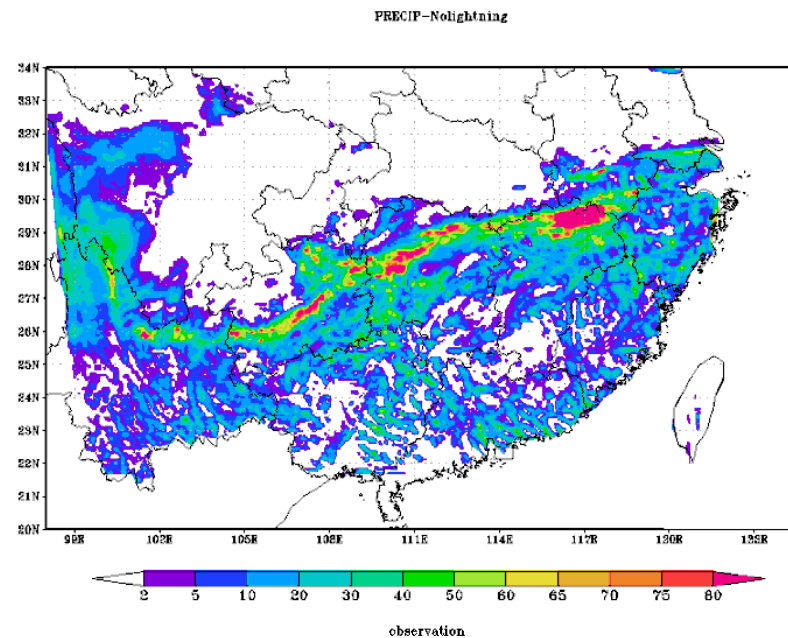 PRECIP-Nolightning
34N
33N
32N
31N
30N
29N
28N
27N
26N
25N
24N
23N
22N
21N
20N
99E 102E 105E 108E 111E 114E 117E 120E 123E
2 5 10 20 30 40 50 60 65 70 75 80
observation